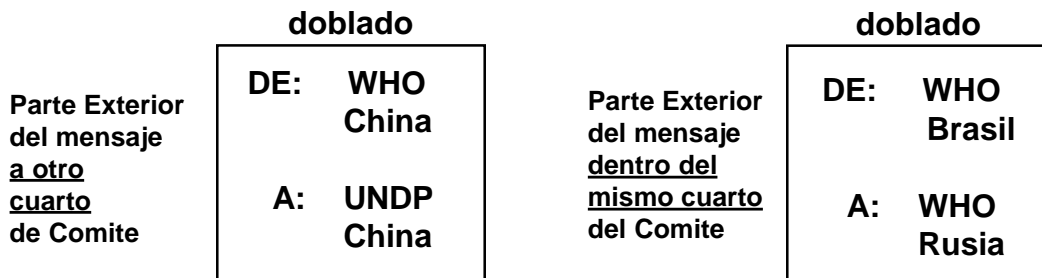 doblado
Parte Exterior
del mensaje
a otro
cuarto
de Comite
DE: WHO
China
A: UNDP
China
doblado
Parte Exterior
del mensaje
dentro del
mismo cuarto
del Comite
DE: WHO
Brasil
A: WHO
Rusia